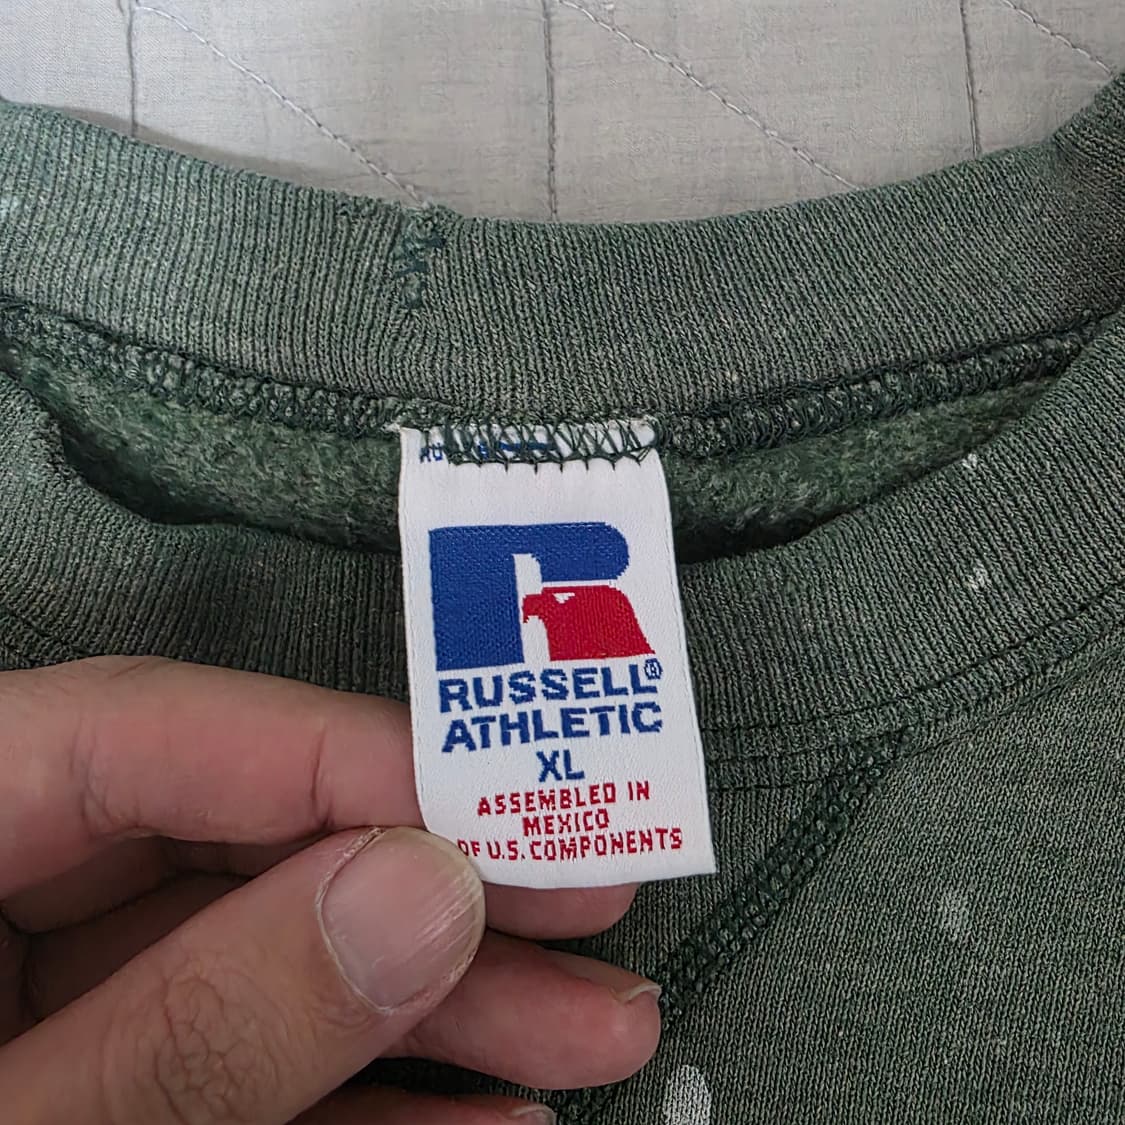 RUSSELL®
ATHLETIC
XL
ASSEMBLED IN
MEXICO
OF U.S. COMPONENTS